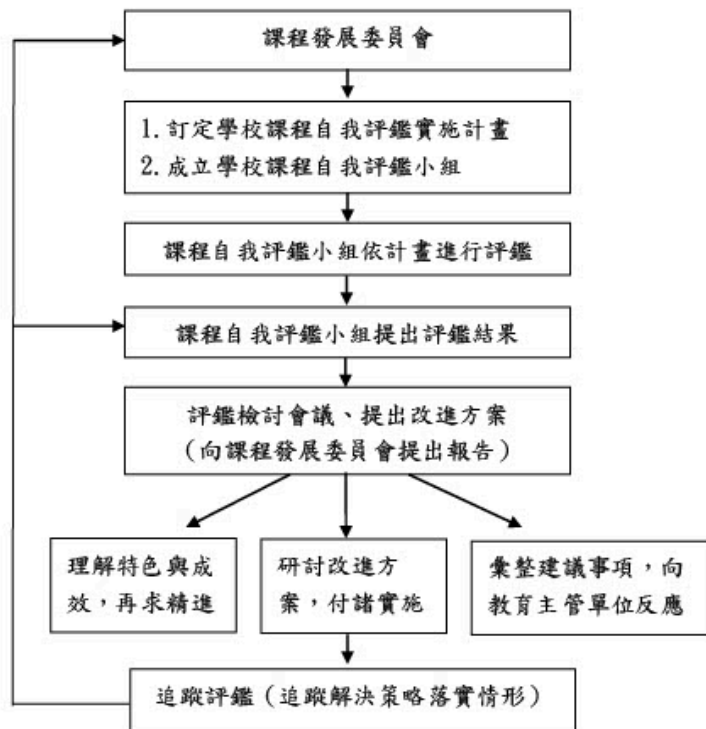 課程發展委員會
1.訂定學校課程自我評鑑實施計畫
2.成立學校課程自我評鑑小組
課程自我評鑑小組依計畫進行評鑑
課程自我評鑑小組提出評鑑結果
評鑑檢討會議、提出改進方案
（向課程發展委員會提出報告）
理解特色與成
效，再求精進
研討改進方
案，付諸實施
彙整建議事項，向
教育主管單位反應
追蹤評鑑（追蹤解決策略落實情形）